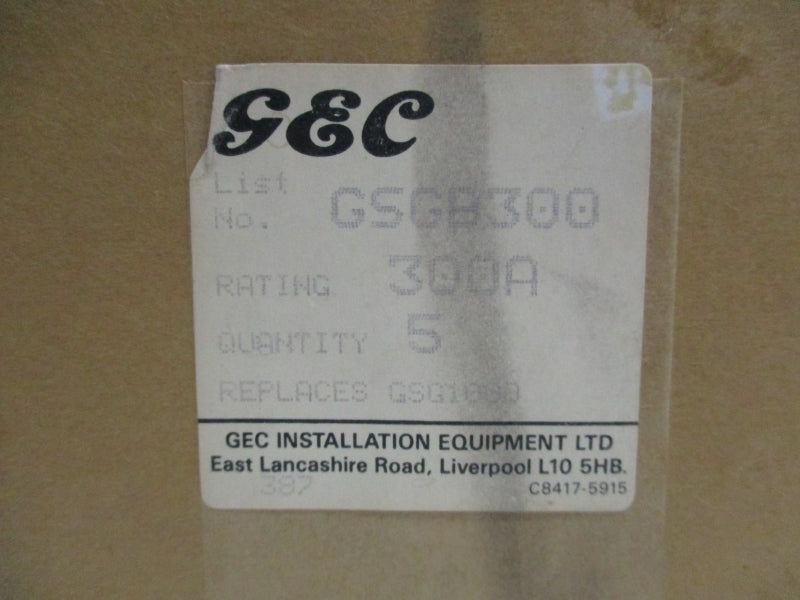 GEC
List
No. GSGB300
RATING 300A
QUANTITY 5
REPLACES
GEC INSTALLATION EQUIPMENT LTD
East Lancashire Road, Liverpool L10 5HB.
387
C8417-5915